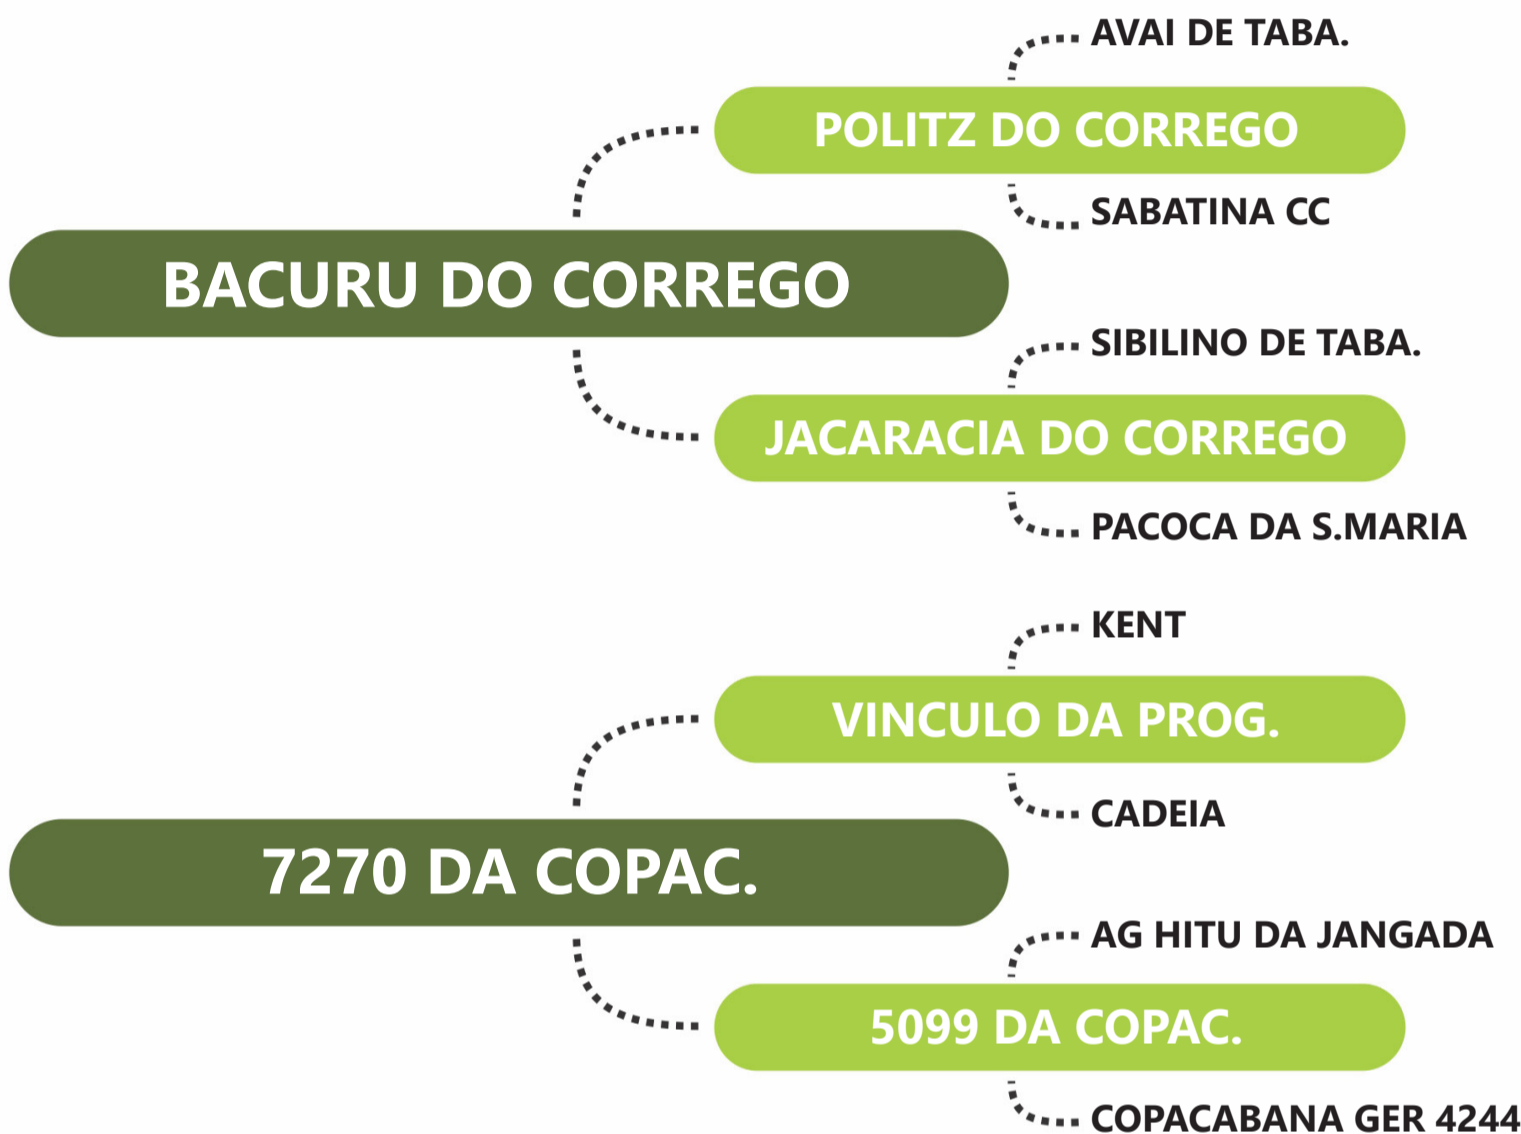 AVAI DE TABA.
POLITZ DO CORREGO
SABATINA CC
BACURU DO CORREGO
SIBILINO DE TABA.
JACARACIA DO CORREGO
PACOCA DA S.MARIA
KENT
VINCULO DA PROG.
CADEIA
7270 DA COPAC.
AG HITU DA JANGADA
5099 DA COPAC.
COPACABANA GER 4244